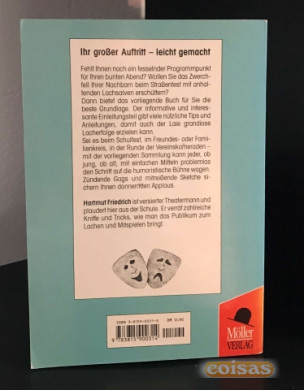 Ihr großer Auftritt – leicht gemacht
Fehlt Ihnen noch ein fesselnder Programmpunkt
für Ihren bunten Abend? Wollen Sie das Zwerch-
fell Ihrer Nachbarn beim Straßenfest mit anhal-
tenden Lachsalven erschüttern?
Dann bietet das vorliegende Buch für Sie die
beste Grundlage. Der informative und interes-
sante Einleitungsteil gibt viele nützliche Tips und
Anleitungen, damit auch der Laie grandiose
Lacherfolge erzielen kann.
Sei es beim Schultest, im Freundes- oder Fami-
lienkreis, in der Runde der Vereinskameraden –
mit der vorliegenden Sammlung kann jeder, ob
jung, ob alt, mit einfachen Mitteln problemlos
den Schritt auf die humoristische Bühne wagen.
Zündende Gags und mitreißende Sketche si-
chern Ihnen donnernden Applaus.
Hartmut Friedrich ist versierter Theatermann und
plaudert hier aus der Schule. Er verrät zahlreiche
Kniffe und Tricks, wie man das Publikum zum
Lachen und Mitspielen bringt.
Möller
VERLAG
coisas